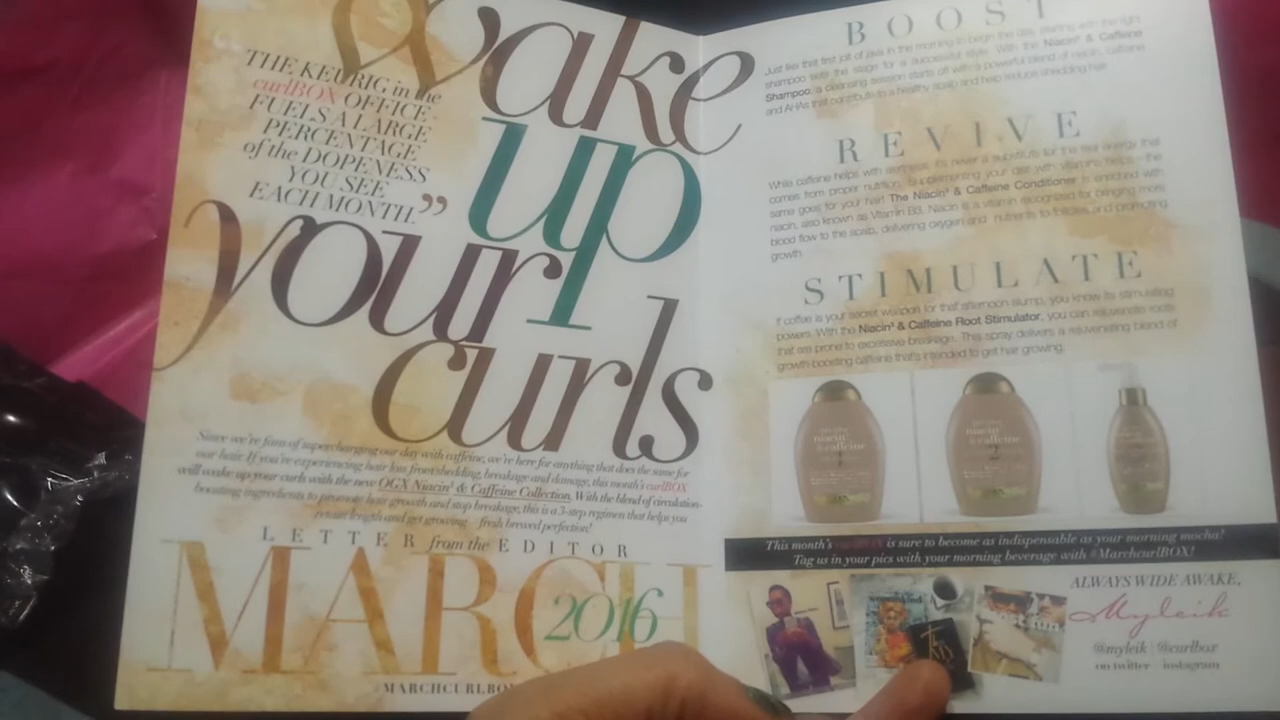 Wake
up
your
curls
THE KEURIG in the
curlBOX OFFICE
FUELS A LARGE
PERCENTAGE
of the DOPENESS
YOU SEE
EACH MONTH.”
Since we're fans of supercharging our day with caffeine, we're here for anything that does the same for
our hair. If you're experiencing hair loss from shedding, breakage and damage, this month's curlBOX
will wake up your curls with the new OGX Niacin³ & Caffeine Collection. With the blend of circulation-
boosting ingredients to promote hair growth and stop breakage, this is a 3-step regimen that helps you
retain length and get growing fresh brewed perfection!
LETTER from the EDITOR
MARCH
2016
#MARCHCURLBO
BOOST
Just like that first jolt of java in the morning to begin the day, starting with the right
shampoo sets the stage for a successful style. With the Niacin³ & Caffeine
Shampoo, a cleansing session starts off with a powerful blend of niacin, caffeine
and AHAs that contribute to a healthy scalp and help reduce shedding hair
REVIVE
While caffeine helps with alertness, it's never a substitute for the real energy that
comes from proper nutrition. Supplementing your diet with vitamins helps - the
same goes for your hair! The Niacin³ & Caffeine Conditioner is enriched with
niacin, also known as Vitamin B3. Niacin is a vitamin recognized for bringing more
blood flow to the scalp, delivering oxygen and nutrients to follicles and promoting
growth.
STIMULATE
If coffee is your secret weapon for that afternoon slump, you know its stimulating
powers. With the Niacin³ & Caffeine Root Stimulator, you can rejuvenate roots
that are prone to excessive breakage. This spray delivers a rejuvenating blend of
growth-boosting caffeine that's intended to get hair growing.
niacin³
& caffeine
niacin³
& caffeine
2
This month's curlBOX is sure to become as indispensable as your morning mocha!
Tag us in your pics with your morning beverage with #MarchcurlBOX!
ALWAYS WIDE AWAKE,
Myleik
@myleik | @curlbox
on twitter instagram